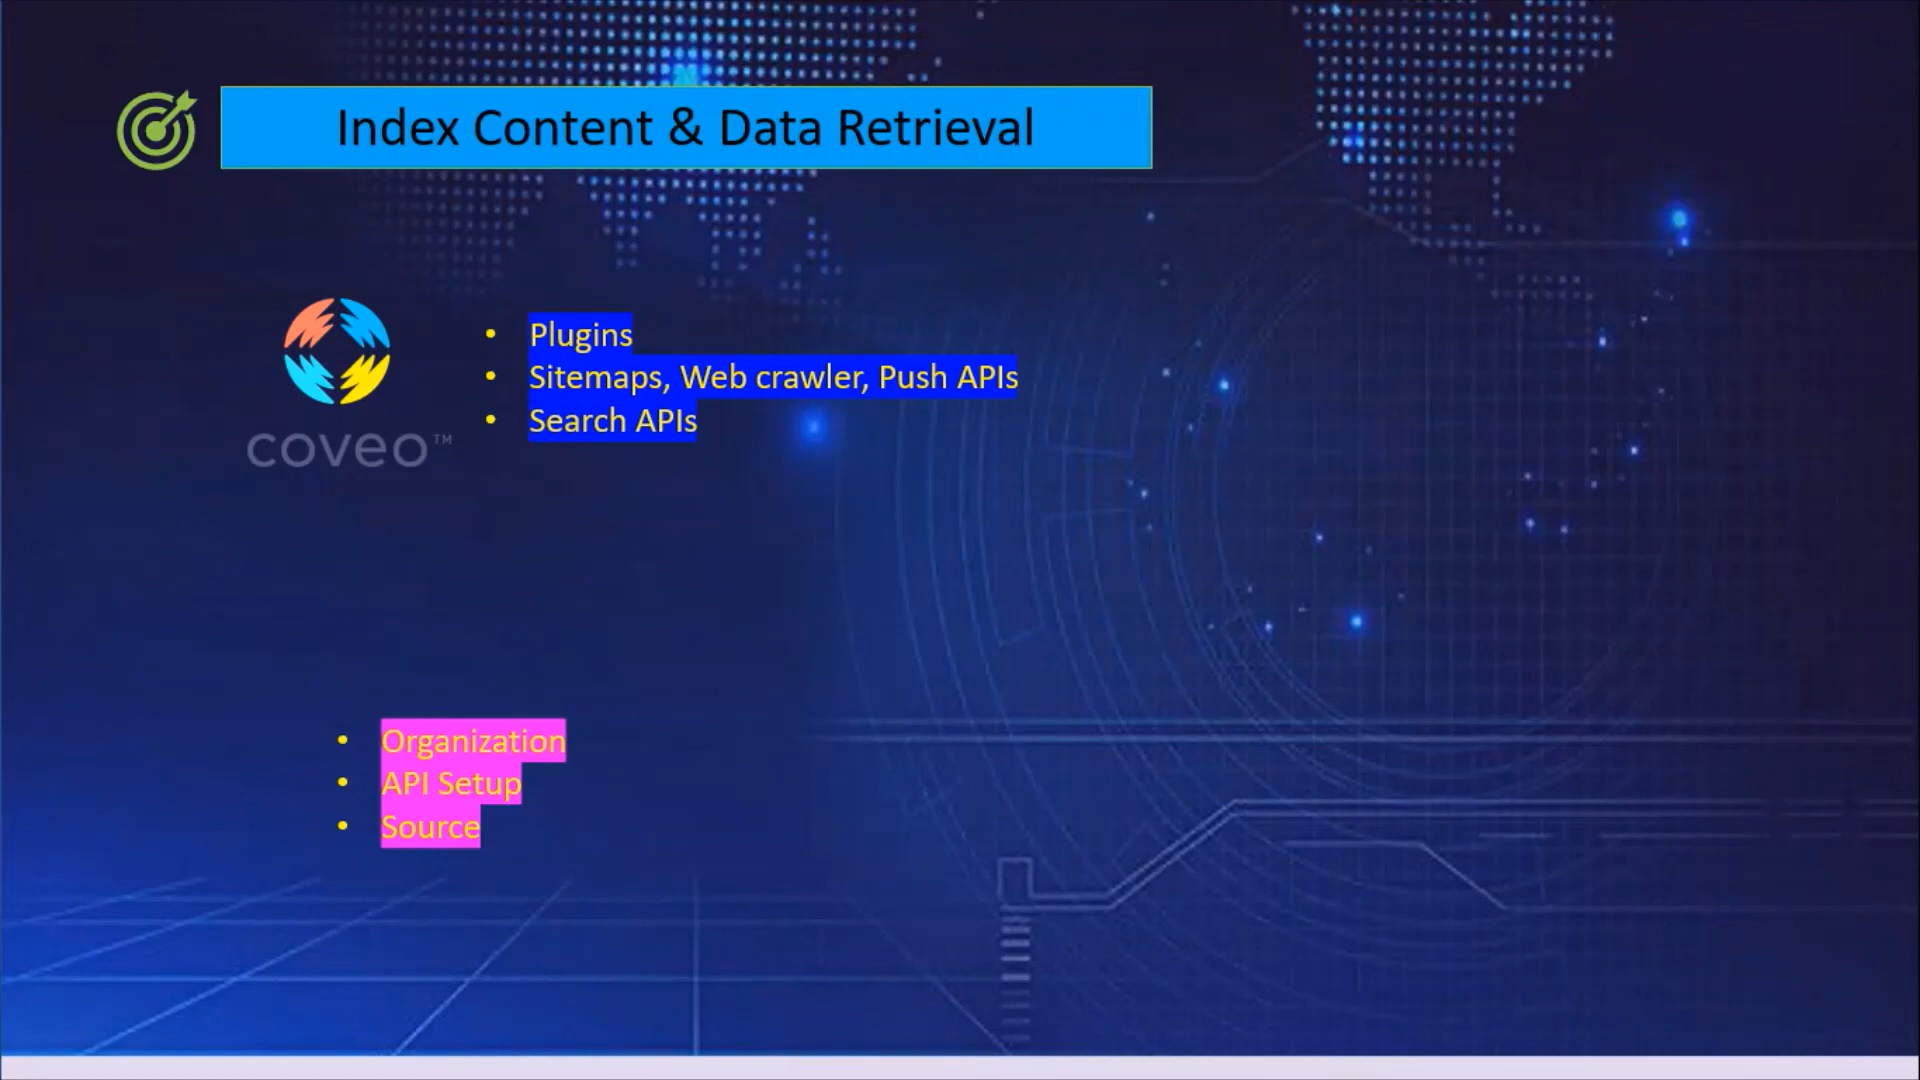 Index Content & Data Retrieval
• Plugins
• Sitemaps, Web crawler, Push APIs
• Search APIs
coveo™
• Organization
• API Setup
• Source